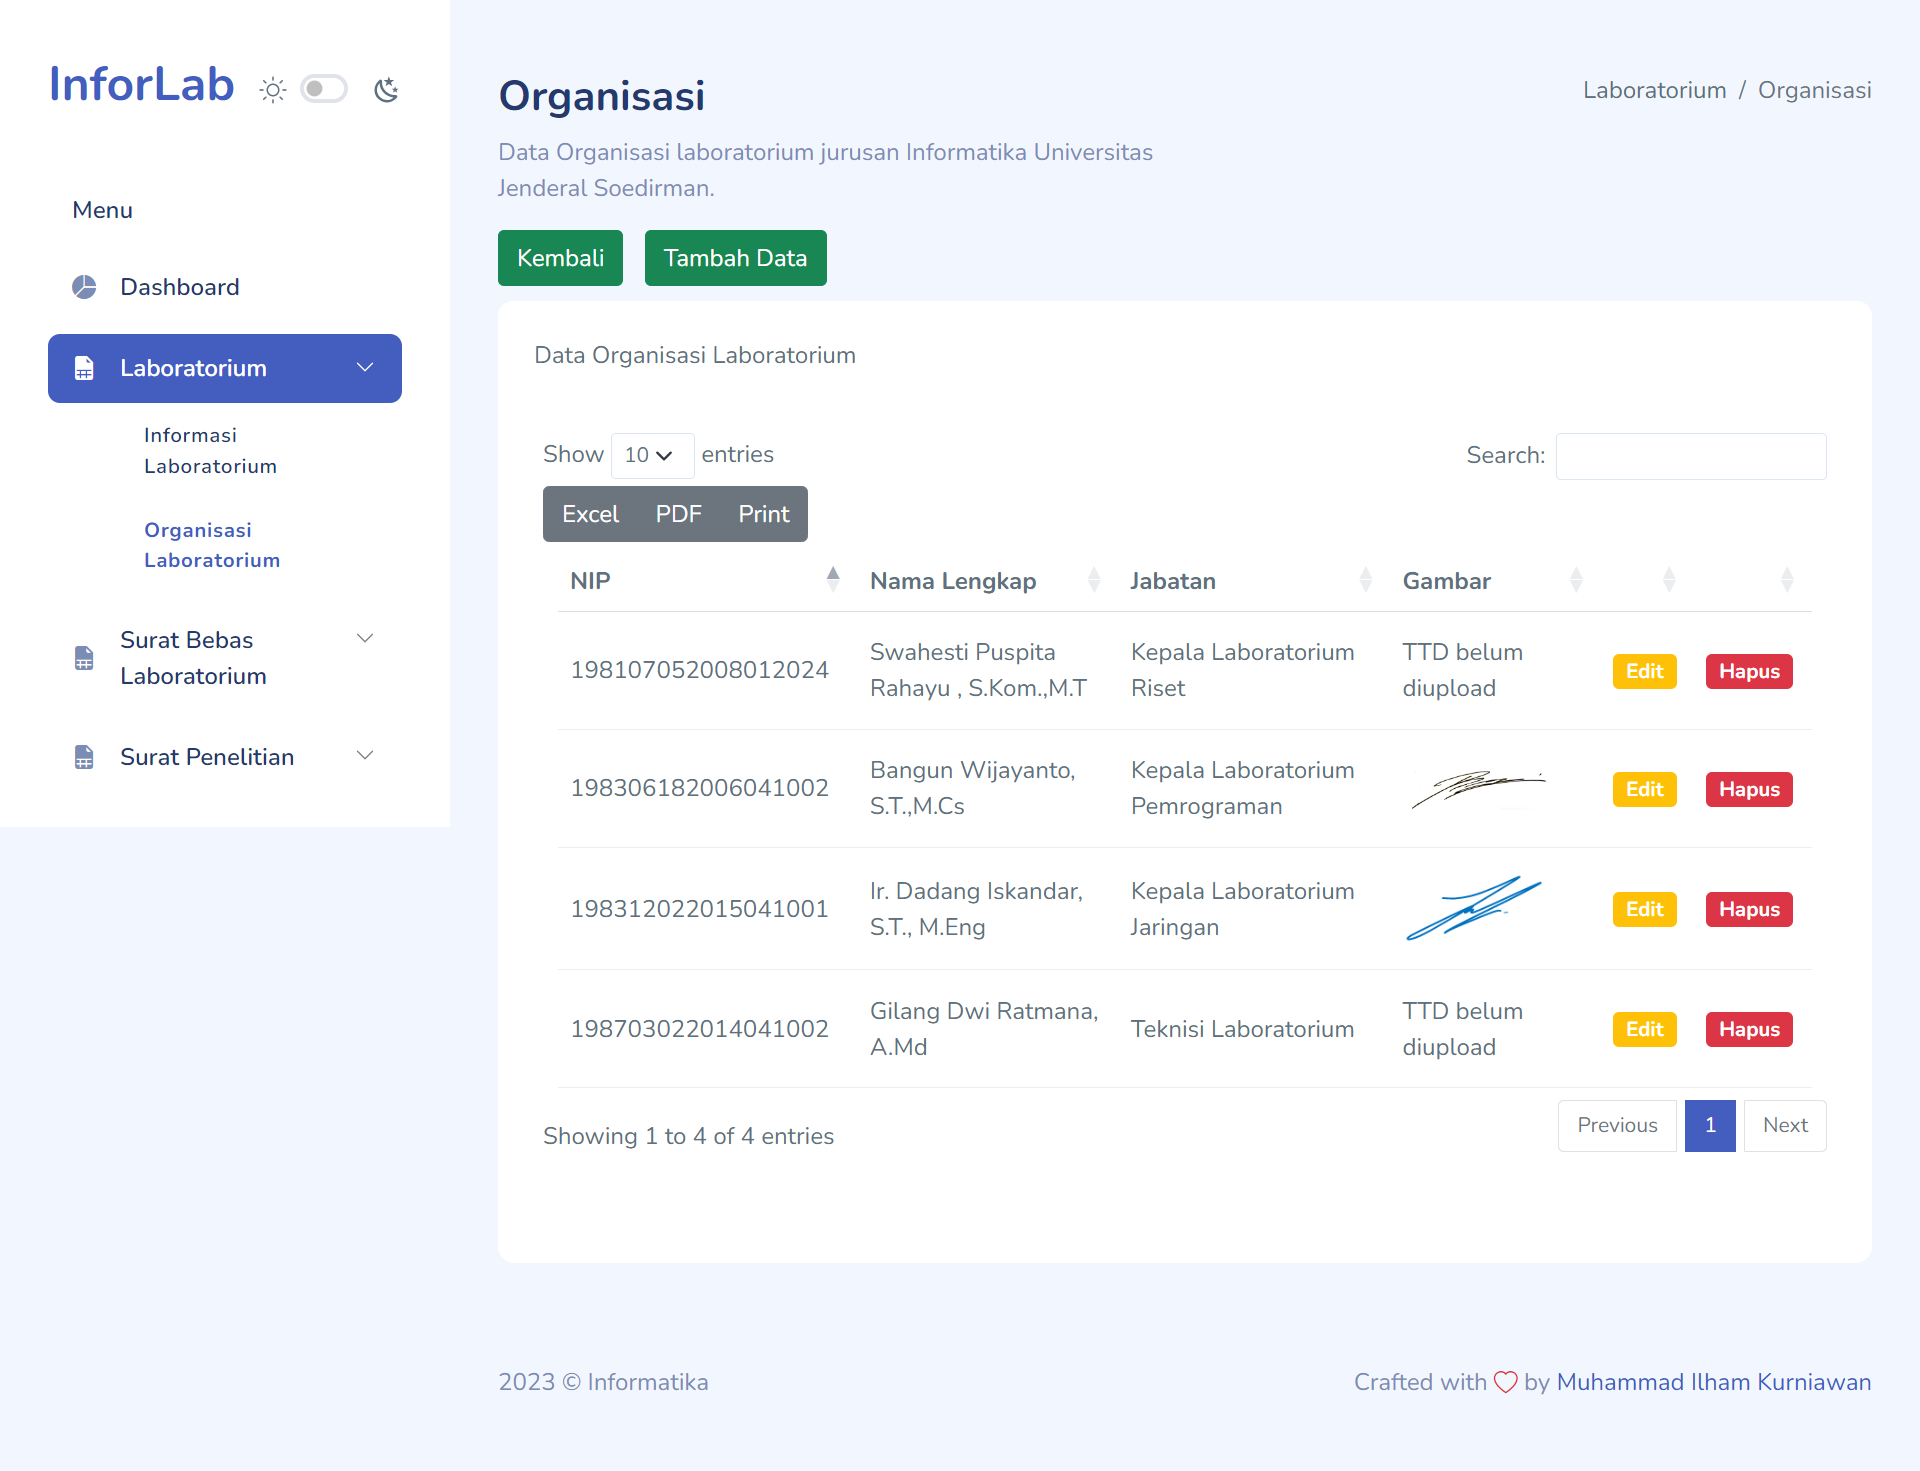 InforLab
Menu
Dashboard
Laboratorium
Informasi
Laboratorium
Organisasi
Laboratorium
Surat Bebas
Laboratorium
Surat Penelitian
Organisasi
Laboratorium / Organisasi
Data Organisasi laboratorium jurusan Informatika Universitas
Jenderal Soedirman.
Kembali Tambah Data
Data Organisasi Laboratorium
Show 10 entries Search:
Excel PDF Print
NIP Nama Lengkap Jabatan Gambar
198107052008012024 Swahesti Puspita Rahayu , S.Kom.,M.T Kepala Laboratorium Riset TTD belum diupload Edit Hapus
198306182006041002 Bangun Wijayanto, S.T.,M.Cs Kepala Laboratorium Pemrograman Edit Hapus
198312022015041001 Ir. Dadang Iskandar, S.T., M.Eng Kepala Laboratorium Jaringan Edit Hapus
198703022014041002 Gilang Dwi Ratmana, A.Md Teknisi Laboratorium TTD belum diupload Edit Hapus
Showing 1 to 4 of 4 entries Previous 1 Next
2023 © Informatika Crafted with by Muhammad Ilham Kurniawan